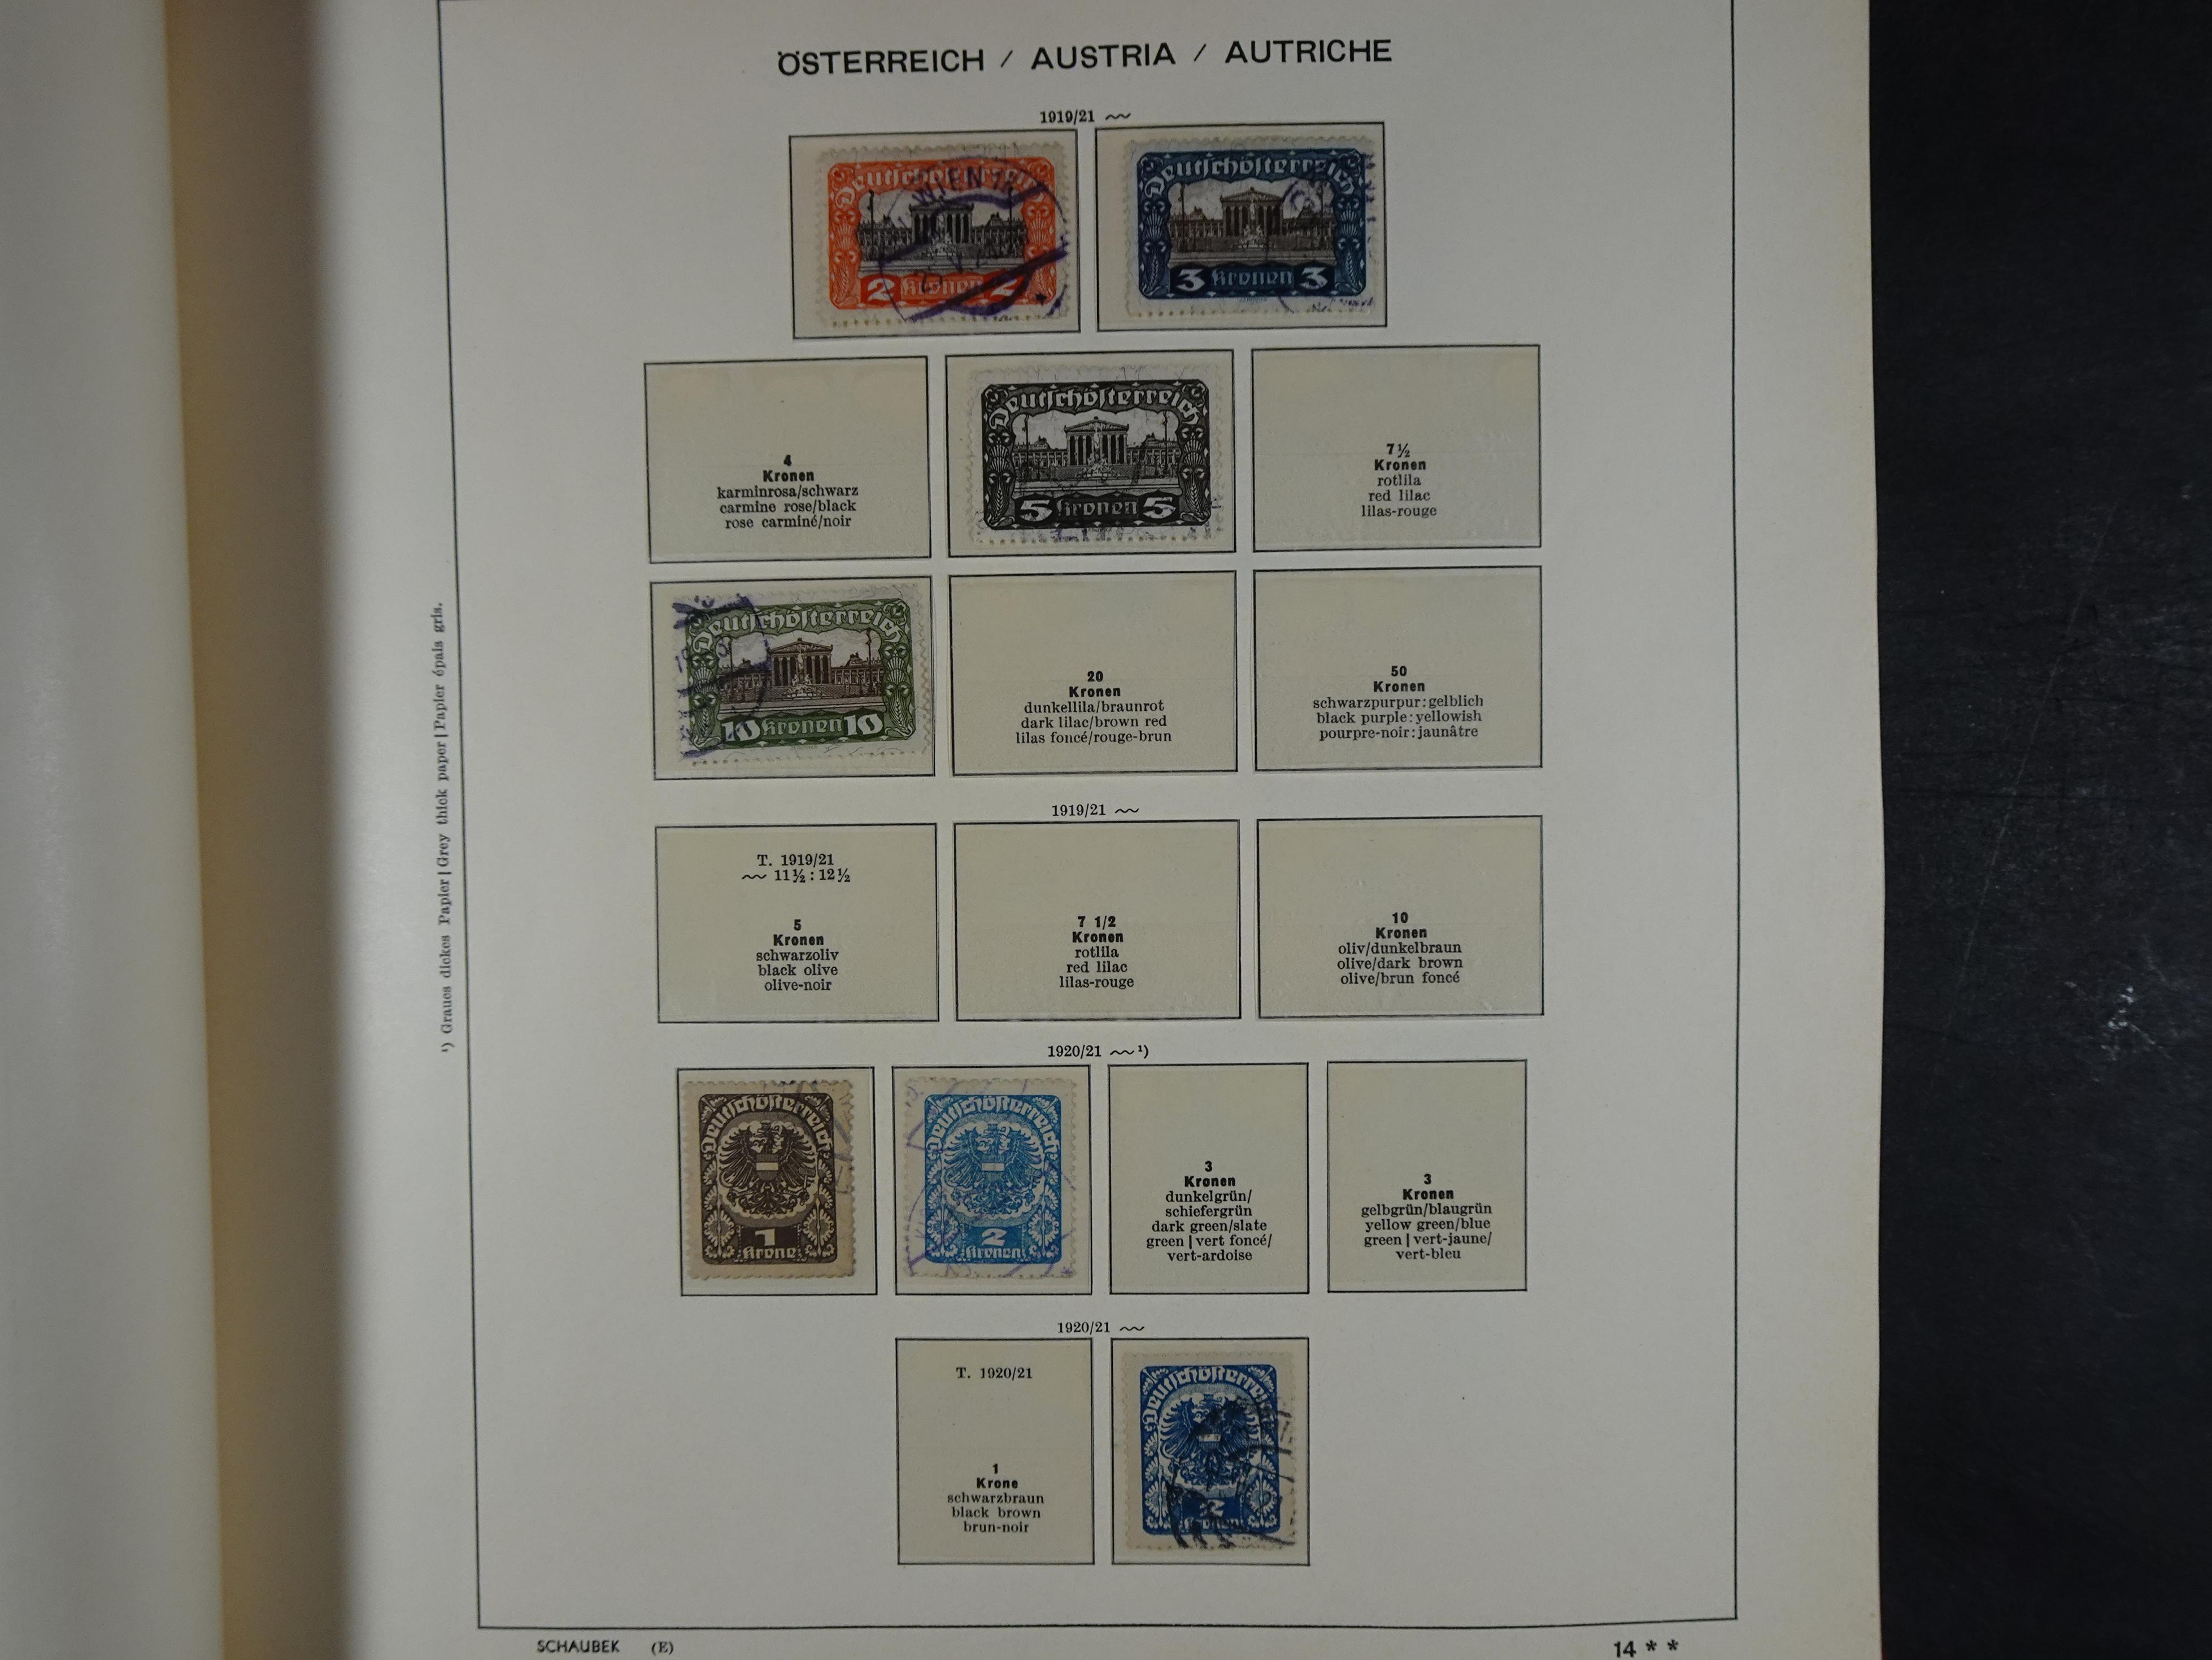 ÖSTERREICH / AUSTRIA / AUTRICHE
1919/21
Deutschösterreich
WIEN
2 Kronen 2
Deutschösterreich
3 Kronen 3
4
Kronen
karminrosa/schwarz
carmine rose/black
rose carminé/noir
Deutschösterreich
5 Kronen 5
7½
Kronen
rotlila
red lilac
lilas-rouge
Deutschösterreich
10 Kronen 10
20
Kronen
dunkellila/braunrot
dark lilac/brown red
lilas foncé/rouge-brun
50
Kronen
schwarzpurpur:gelblich
black purple:yellowish
pourpre-noir:jaunâtre
1919/21
T. 1919/21
11½:12½
5
Kronen
schwarzoliv
black olive
olive-noir
7 1/2
Kronen
rotlila
red lilac
lilas-rouge
10
Kronen
oliv/dunkelbraun
olive/dark brown
olive/brun foncé
1920/21 ¹)
Deutschösterreich
1
Krone
Deutschösterreich
2
Kronen
3
Kronen
dunkelgrün/
schiefergrün
dark green/slate
green|vert foncé/
vert-ardoise
3
Kronen
gelbgrün/blaugrün
yellow green/blue
green|vert-jaune/
vert-bleu
1920/21
T. 1920/21
1
Krone
schwarzbraun
black brown
brun-noir
Deutschösterreich
2
Kronen
¹) Graues dickes Papier|Grey thick paper|Papier épais gris.
SCHAUBEK (E)
14 * *